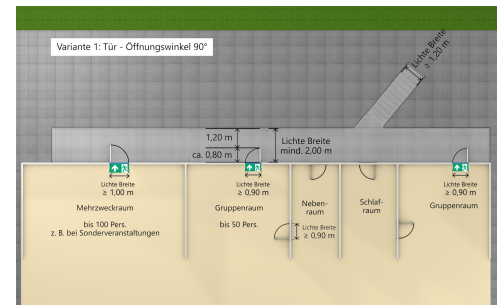 Variante 1: Tür - Öffnungswinkel 90°
Lichte Breite
≥ 1,20 m
1,20 m
ca. 0,80 m
Lichte Breite
mind. 2,00 m
Lichte Breite
≥ 1,00 m
Lichte Breite
≥ 0,90 m
Lichte Breite
≥ 0,90 m
Mehrzweckraum
bis 100 Pers.
z. B. bei Sonderveranstaltungen
Gruppenraum
bis 50 Pers.
Neben-
raum
Lichte Breite
≥ 0,90 m
Schlaf-
raum
Gruppenraum